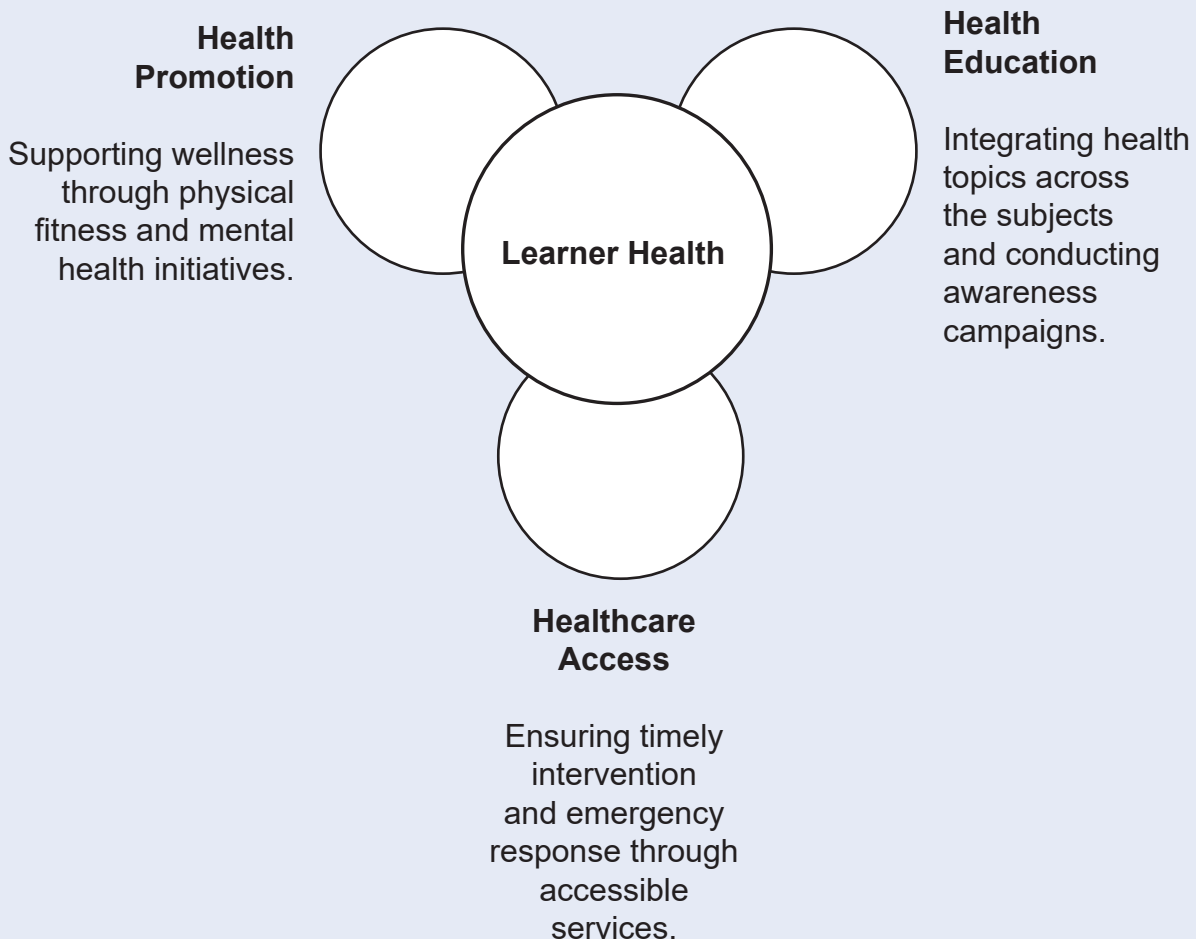 Health
Promotion
Supporting wellness
through physical
fitness and mental
health initiatives.
Learner Health
Health
Education
Integrating health
topics across
the subjects
and conducting
awareness
campaigns.
Healthcare
Access
Ensuring timely
intervention
and emergency
response through
accessible
services.